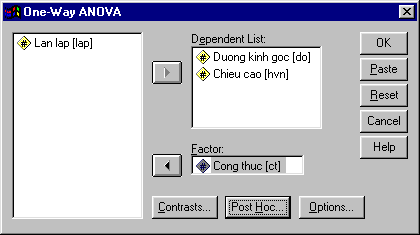 One-Way ANOVA
Lan lap [lap]
Dependent List:
Duong kinh goc [do]
Chieu cao [hvn]
Factor:
Cong thuc [ct]
OK
Paste
Reset
Cancel
Help
Contrasts...
Post Hoc...
Options...